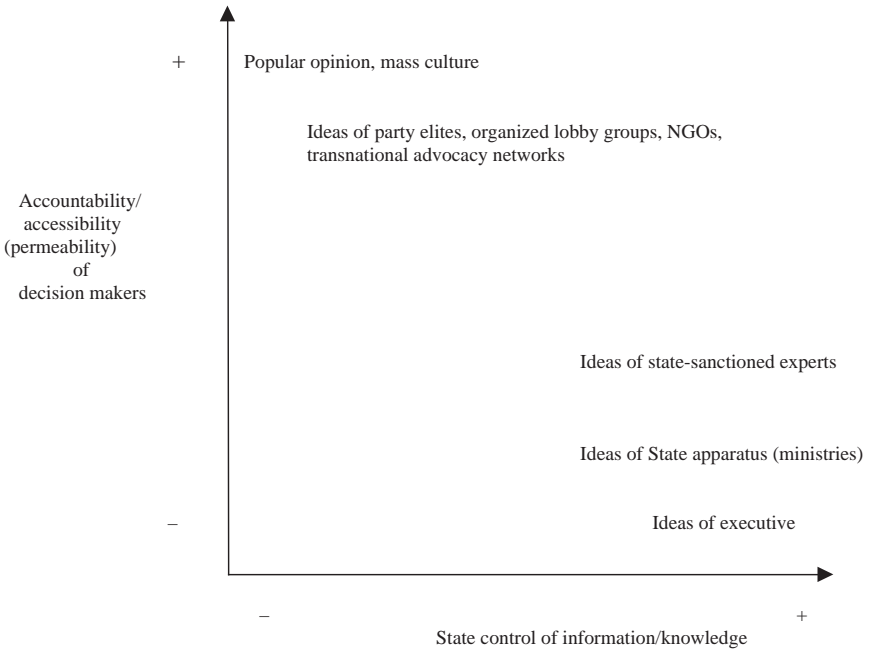 +
Popular opinion, mass culture
Ideas of party elites, organized lobby groups, NGOs,
transnational advocacy networks
Accountability/
accessibility
(permeability)
of
decision makers
Ideas of state-sanctioned experts
Ideas of State apparatus (ministries)
–
Ideas of executive
–
+
State control of information/knowledge